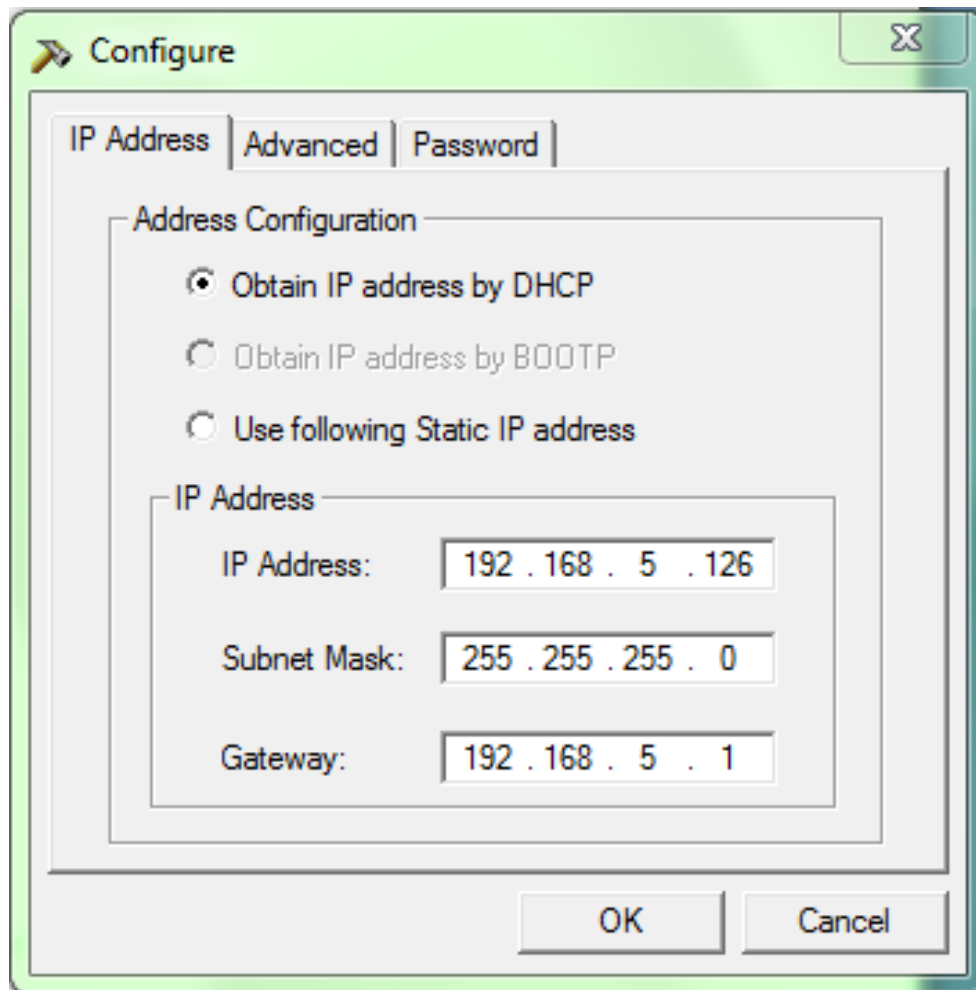 Configure
IP Address Advanced Password
Address Configuration
Obtain IP address by DHCP
Obtain IP address by BOOTP
Use following Static IP address
IP Address
IP Address: 192 . 168 . 5 . 126
Subnet Mask: 255 . 255 . 255 . 0
Gateway: 192 . 168 . 5 . 1
OK Cancel